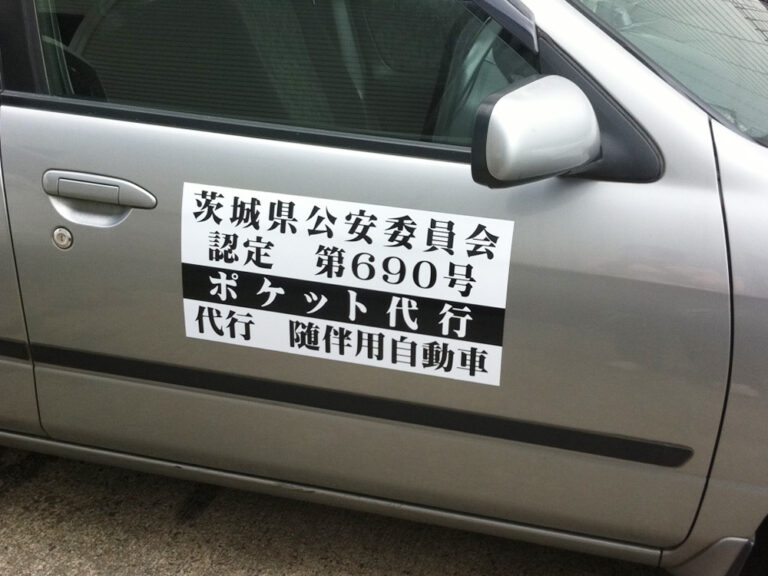 茨城県公安委員会
認定 第690号
ポケット代行
代行 随伴用自動車